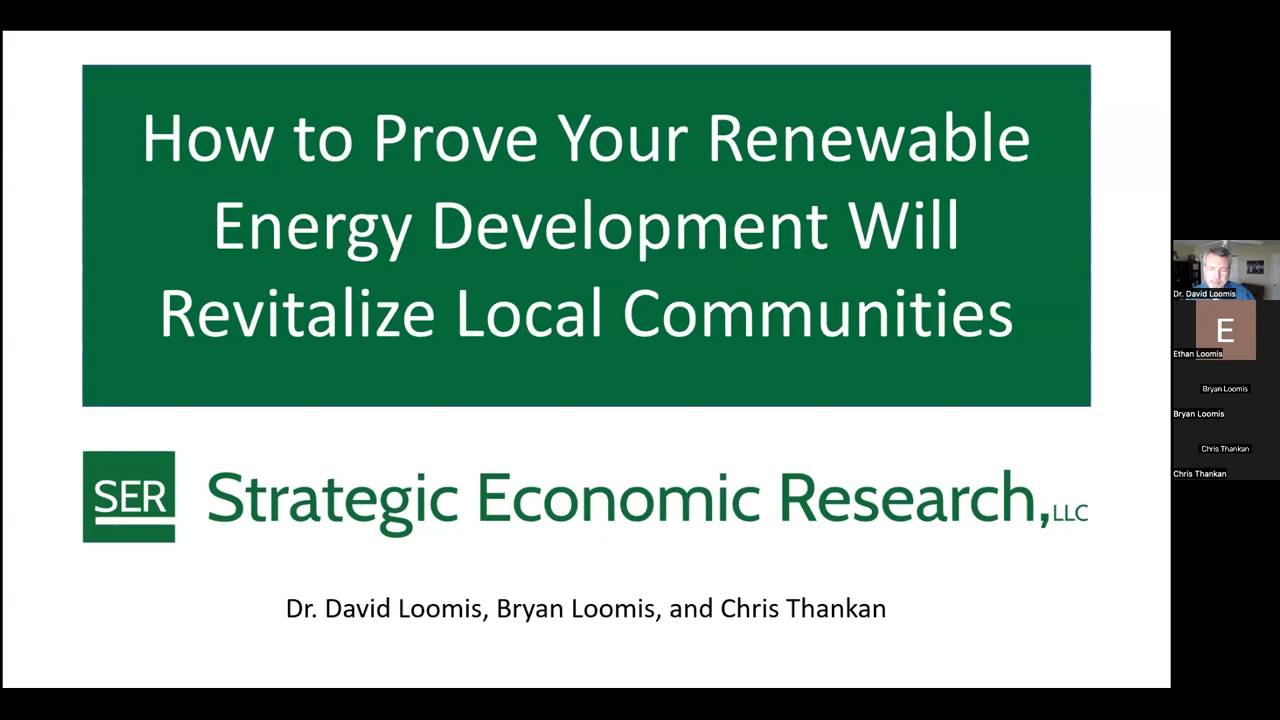 How to Prove Your Renewable
Energy Development Will
Revitalize Local Communities
SER
Strategic Economic Research,LLC
Dr. David Loomis, Bryan Loomis, and Chris Thankan
Dr. David Loomis
E
Ethan Loomis
Bryan Loomis
Bryan Loomis
Chris Thankan
Chris Thankan